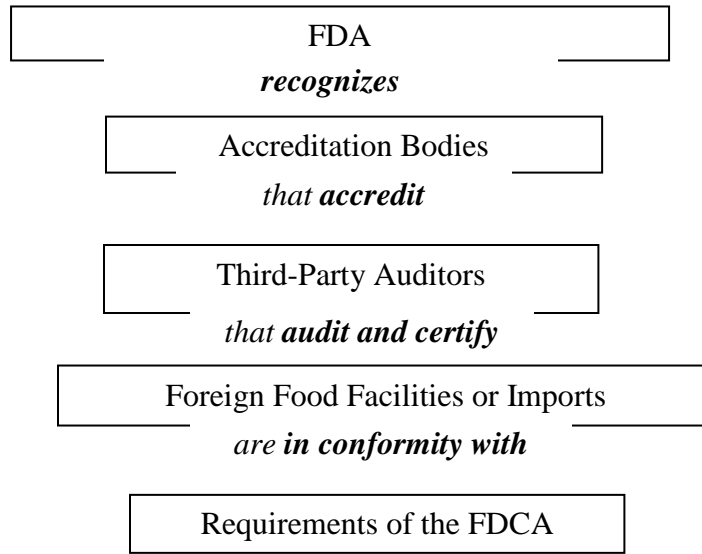 FDA
recognizes
Accreditation Bodies
that accredit
Third-Party Auditors
that audit and certify
Foreign Food Facilities or Imports
are in conformity with
Requirements of the FDCA